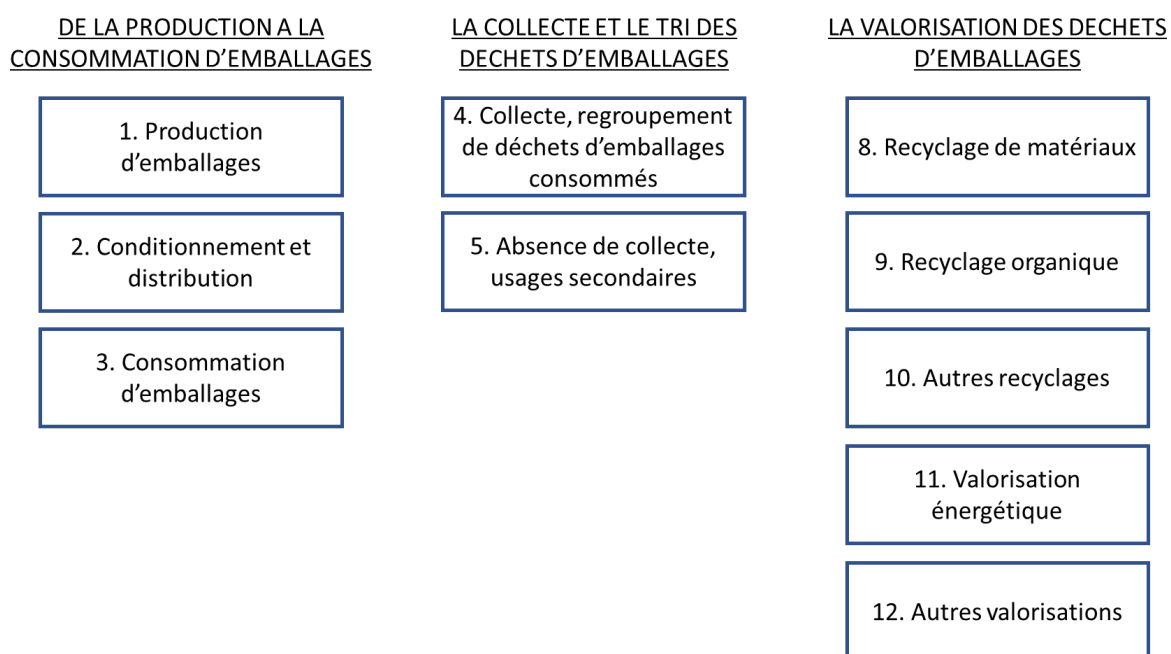 DE LA PRODUCTION A LA
CONSOMMATION D’EMBALLAGES
1. Production
d’emballages
2. Conditionnement et
distribution
3. Consommation
d’emballages
LA COLLECTE ET LE TRI DES
DECHETS D’EMBALLAGES
4. Collecte, regroupement
de déchets d’emballages
consommés
5. Absence de collecte,
usages secondaires
LA VALORISATION DES DECHETS
D’EMBALLAGES
8. Recyclage de matériaux
9. Recyclage organique
10. Autres recyclages
11. Valorisation
énergétique
12. Autres valorisations